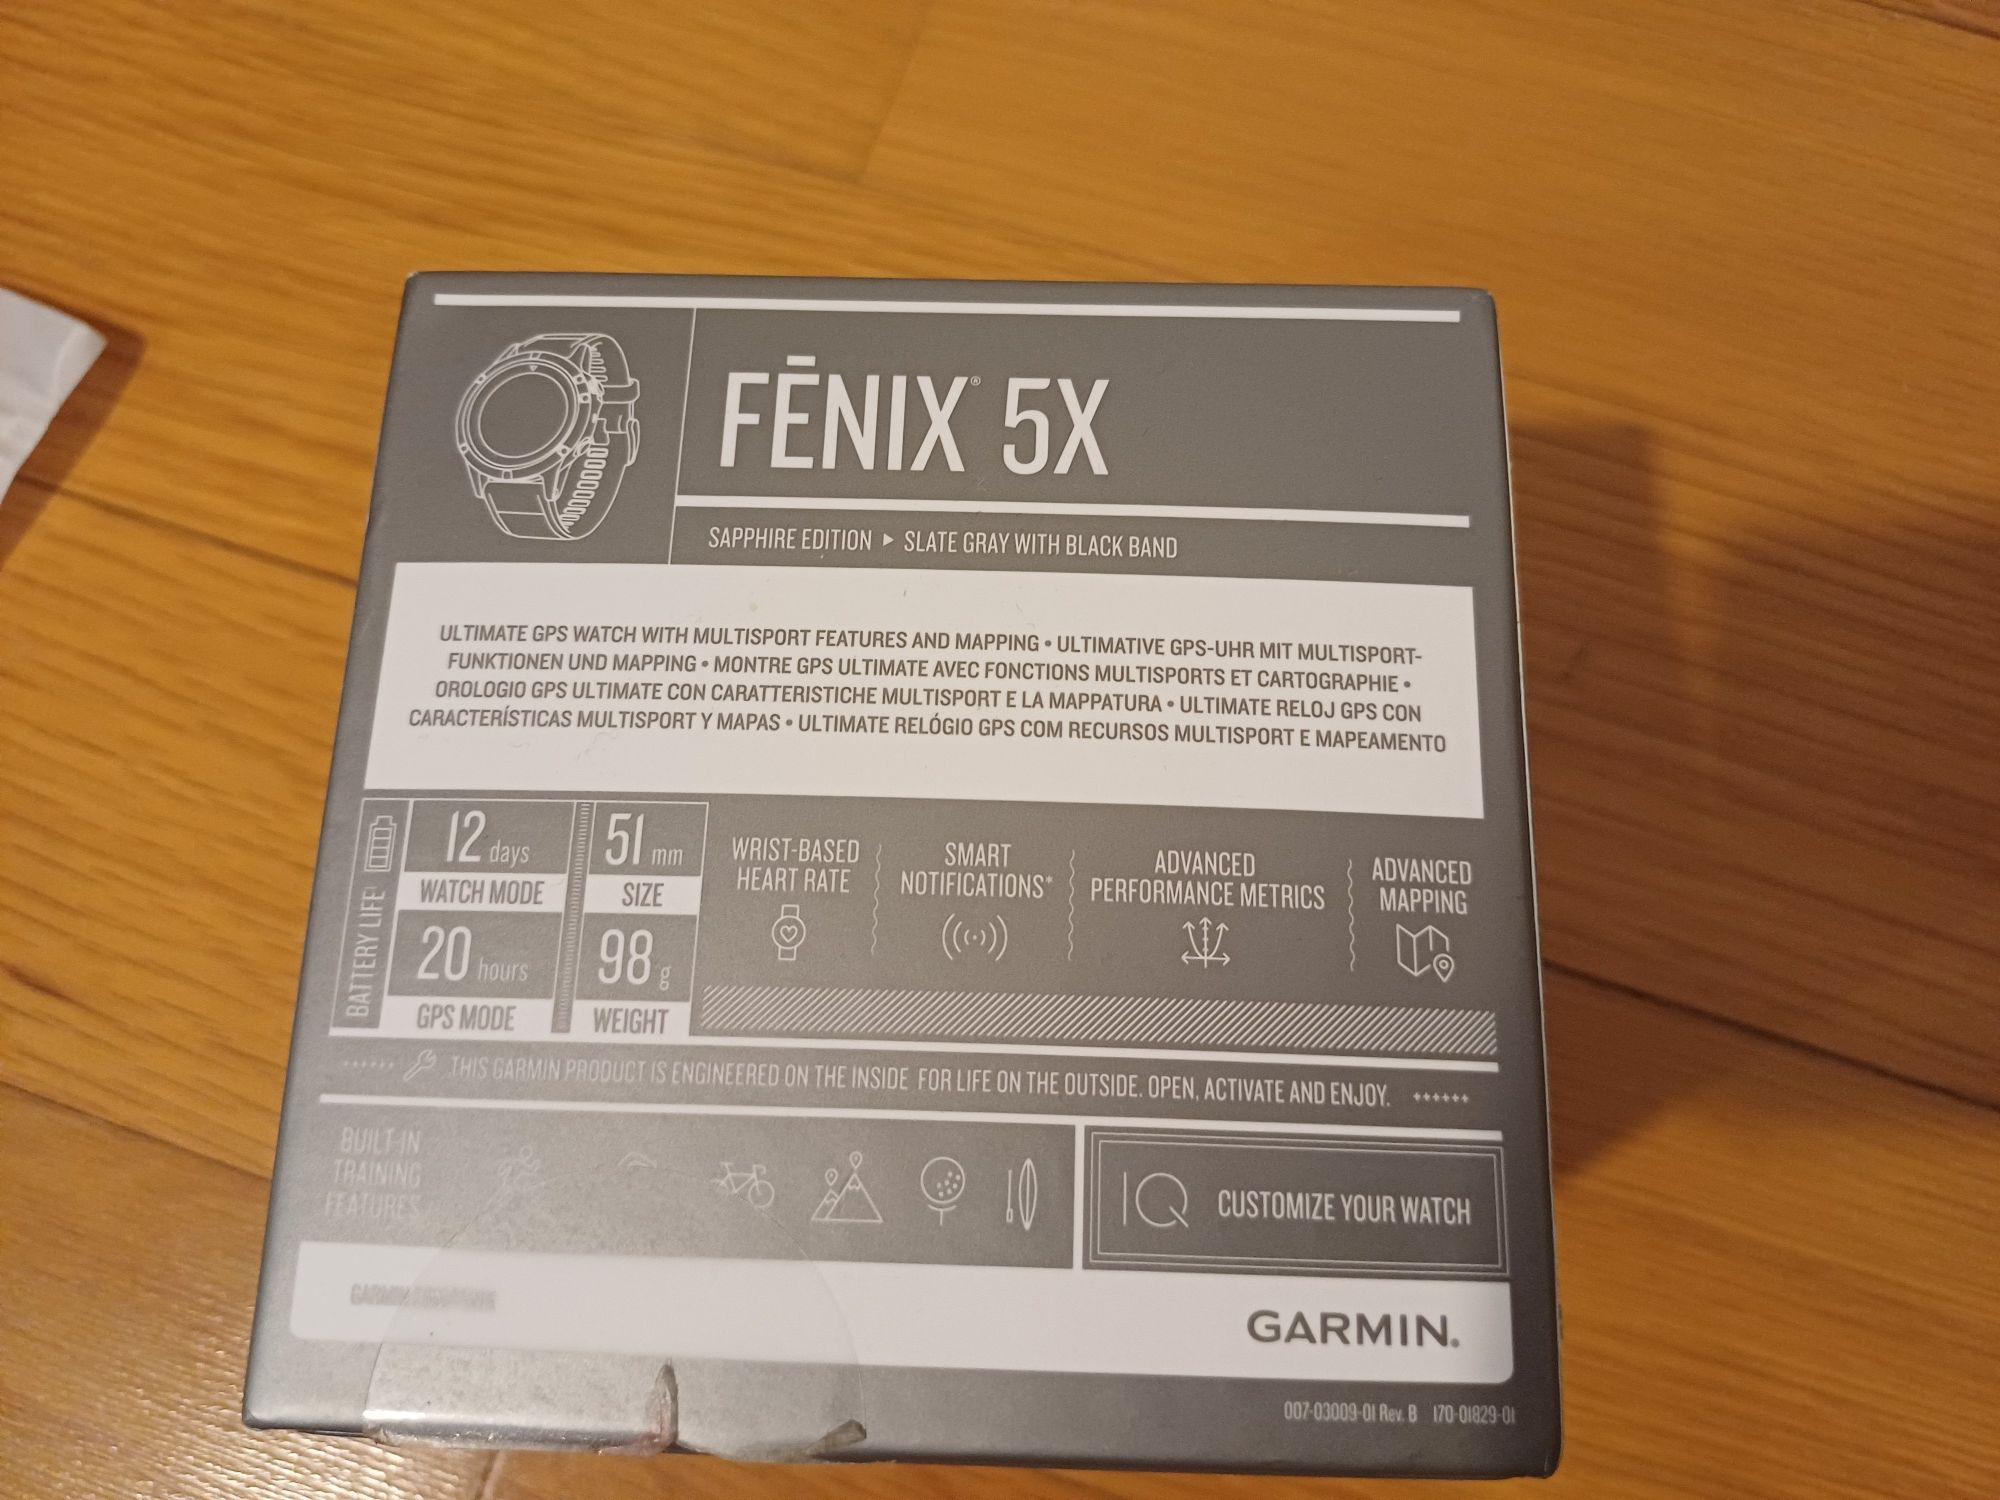 FĒNIX® 5X
SAPPHIRE EDITION ▸ SLATE GRAY WITH BLACK BAND
ULTIMATE GPS WATCH WITH MULTISPORT FEATURES AND MAPPING • ULTIMATIVE GPS-UHR MIT MULTISPORT-
FUNKTIONEN UND MAPPING • MONTRE GPS ULTIMATE AVEC FONCTIONS MULTISPORTS ET CARTOGRAPHIE •
OROLOGIO GPS ULTIMATE CON CARATTERISTICHE MULTISPORT E LA MAPPATURA • ULTIMATE RELOJ GPS CON
CARACTERÍSTICAS MULTISPORT Y MAPAS • ULTIMATE RELÓGIO GPS COM RECURSOS MULTISPORT E MAPEAMENTO
BATTERY LIFE
12 days
WATCH MODE
20 hours
GPS MODE
51 mm
SIZE
98 g
WEIGHT
WRIST-BASED
HEART RATE
SMART
NOTIFICATIONS*
ADVANCED
PERFORMANCE METRICS
ADVANCED
MAPPING
THIS GARMIN PRODUCT IS ENGINEERED ON THE INSIDE FOR LIFE ON THE OUTSIDE. OPEN, ACTIVATE AND ENJOY.
BUILT-IN
TRAINING
FEATURES
IQ CUSTOMIZE YOUR WATCH
GARMIN
GARMIN.
007-03009-01 Rev. B 170-01829-01